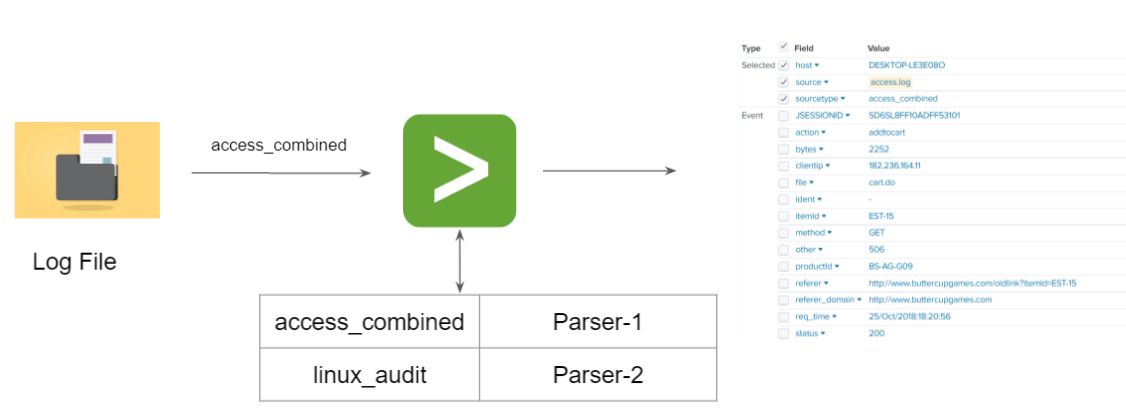 access_combined
Log File
access_combined Parser-1
linux_audit Parser-2
Type Field Value
Selected host DESKTOP-LE3E08O
source access.log
sourcetype access_combined
Event JSESSIONID SD6SL8FF10ADFF53101
action addtocart
bytes 2252
clientip 182.236.164.11
file cart.do
ident -
itemId EST-15
method GET
other 506
productId BS-AG-G09
referer http://www.buttercupgames.com/oldlink?itemId=EST-15
referer_domain http://www.buttercupgames.com
req_time 25/Oct/2018:18:20:56
status 200